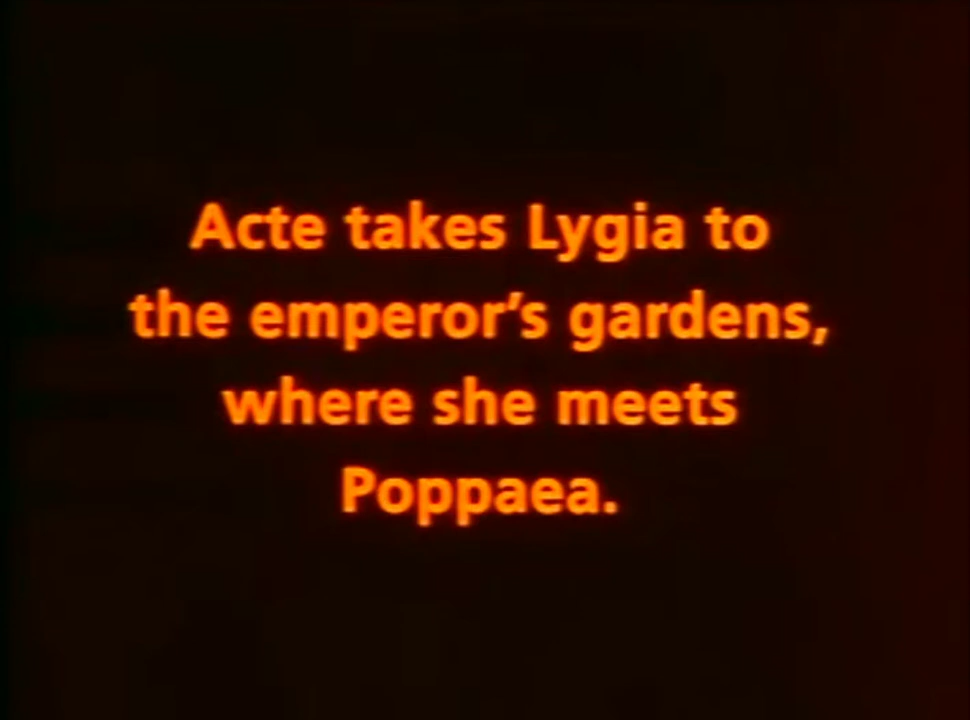 Acte takes Lygia to
the emperor’s gardens,
where she meets
Poppaea.